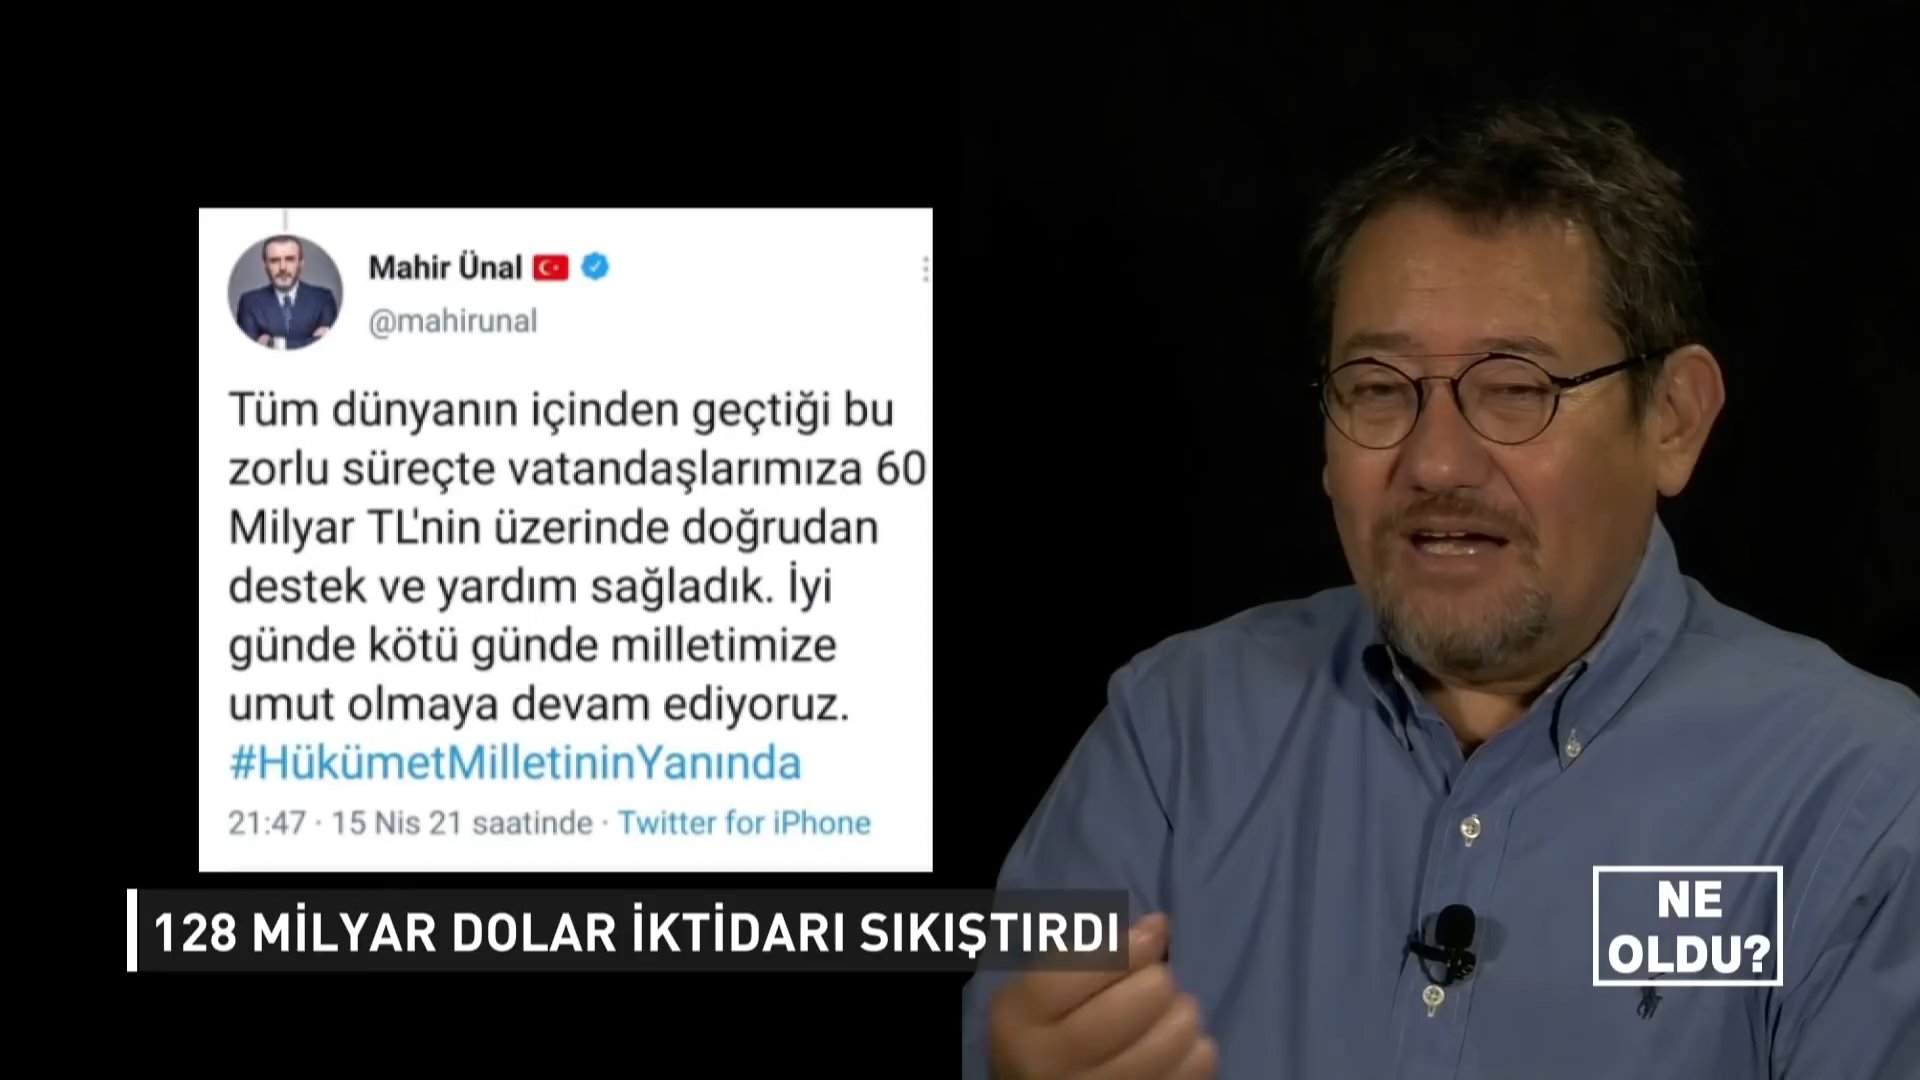 Mahir Ünal
@mahirunal
Tüm dünyanın içinden geçtiği bu
zorlu süreçte vatandaşlarımıza 60
Milyar TL'nin üzerinde doğrudan
destek ve yardım sağladık. İyi
günde kötü günde milletimize
umut olmaya devam ediyoruz.
#HükümetMilletininYanında
21:47 · 15 Nis 21 saatinde · Twitter for iPhone
128 MİLYAR DOLAR İKTİDARI SIKIŞTIRDI
NE
OLDU?